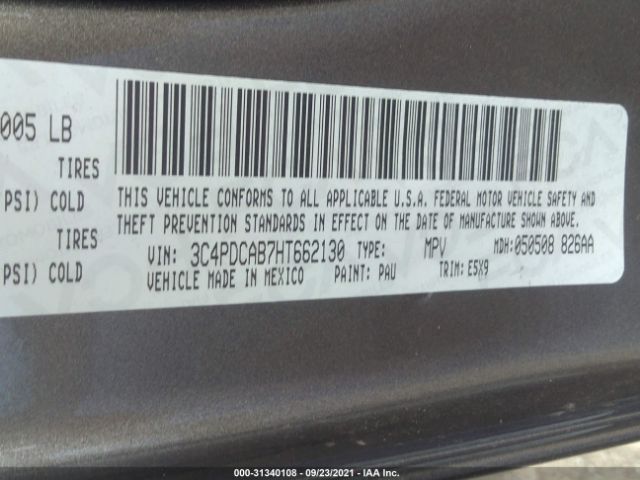 005 LB
TIRES
PSI) COLD
TIRES
PSI) COLD
THIS VEHICLE CONFORMS TO ALL APPLICABLE U.S.A. FEDERAL MOTOR VEHICLE SAFETY AND
THEFT PREVENTION STANDARDS IN EFFECT ON THE DATE OF MANUFACTURE SHOWN ABOVE.
VIN: 3C4PDCAB7HT662130 TYPE: MPV MDH:050508 826AA
VEHICLE MADE IN MEXICO PAINT: PAU TRIM: E5X9
000-31340108 - 09/23/2021 - IAA Inc.